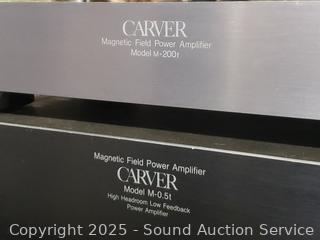 CARVER
Magnetic Field Power Amplifier
Model M-200t
Magnetic Field Power Amplifier
CARVER
Model M-0.5t
High Headroom Low Feedback
Power Amplifier
Copyright 2025 - Sound Auction Service